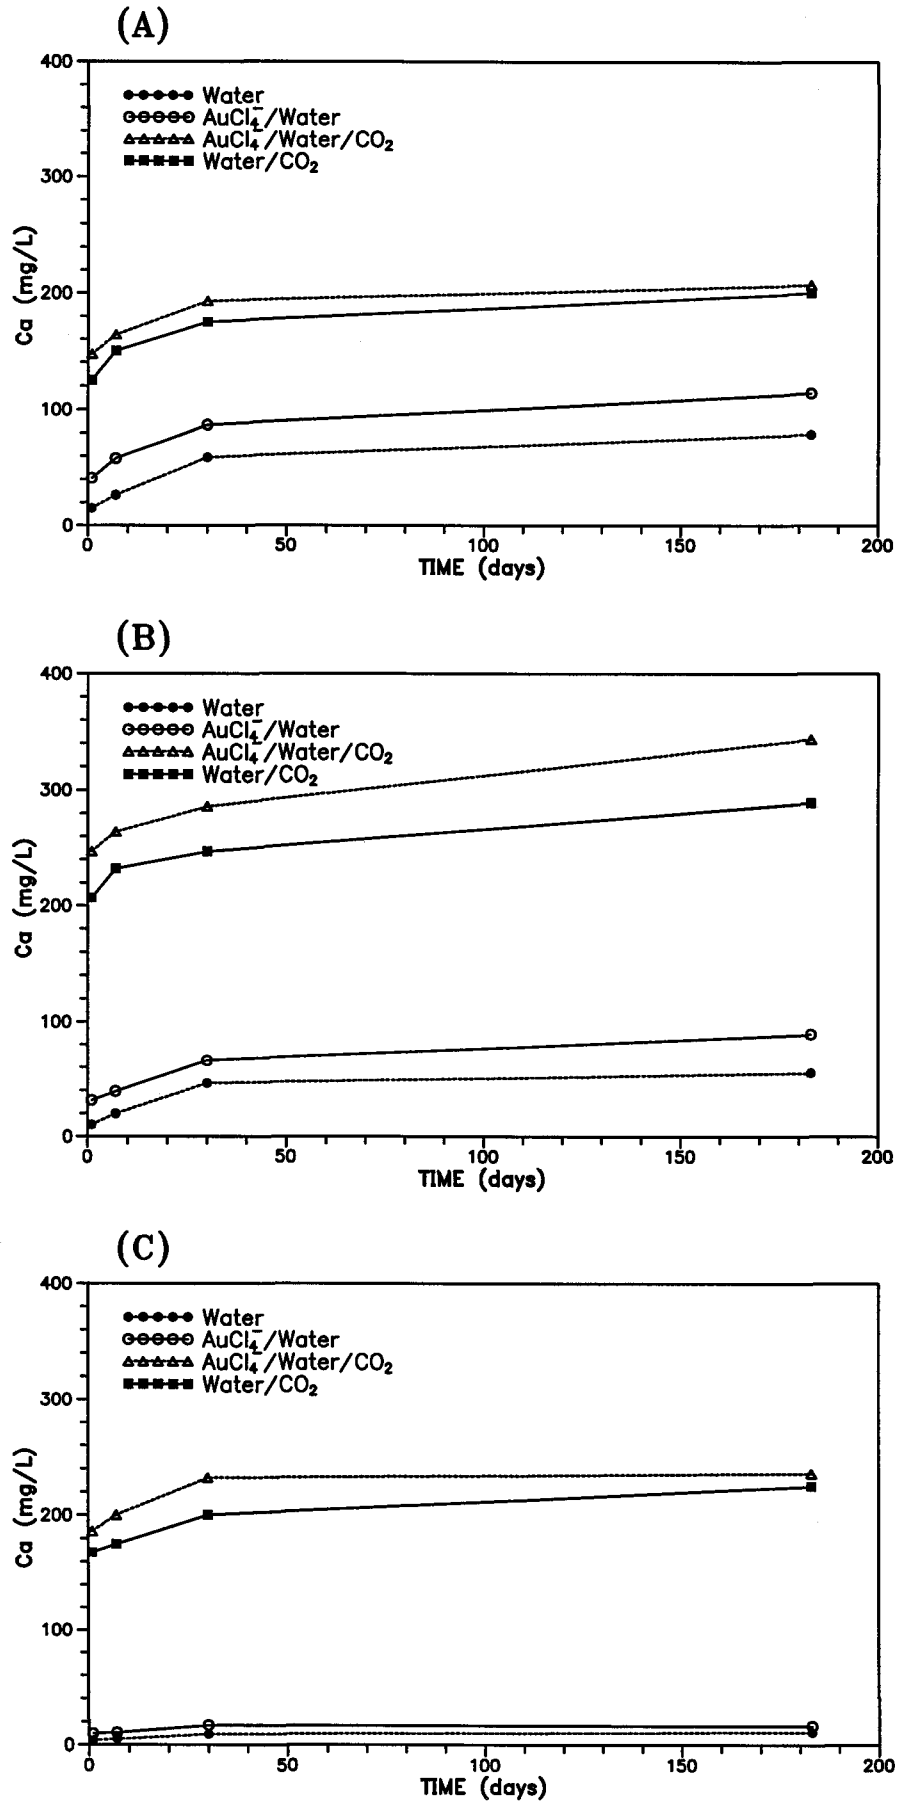 (A)
400
300
200
100
0
Ca (mg/L)
Water
AuCl₄⁻/Water
AuCl₄⁻/Water/CO₂
Water/CO₂
0 50 100 150 200
TIME (days)
(B)
400
300
200
100
0
Ca (mg/L)
Water
AuCl₄⁻/Water
AuCl₄⁻/Water/CO₂
Water/CO₂
0 50 100 150 200
TIME (days)
(C)
400
300
200
100
0
Ca (mg/L)
Water
AuCl₄⁻/Water
AuCl₄⁻/Water/CO₂
Water/CO₂
0 50 100 150 200
TIME (days)